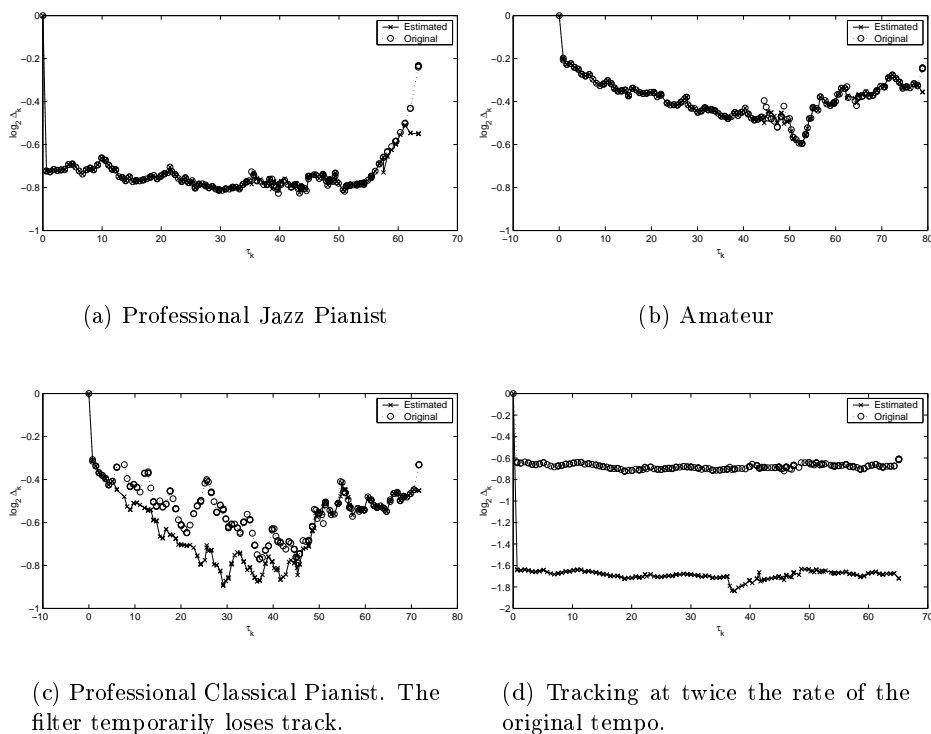 0
−0.2
−0.4
−0.6
−0.8
−1
0 10 20 30 40 50 60 70
log2 Δk
τk
Estimated
Original
(a) Professional Jazz Pianist
0
−0.2
−0.4
−0.6
−0.8
−1
−10 0 10 20 30 40 50 60 70 80
log2 Δk
τk
Estimated
Original
(b) Amateur
0
−0.2
−0.4
−0.6
−0.8
−1
−10 0 10 20 30 40 50 60 70 80
log2 Δk
τk
Estimated
Original
(c) Professional Classical Pianist. The
filter temporarily loses track.
0
−0.2
−0.4
−0.6
−0.8
−1
−1.2
−1.4
−1.6
−1.8
−2
0 10 20 30 40 50 60 70
log2 Δk
τk
Estimated
Original
(d) Tracking at twice the rate of the
original tempo.